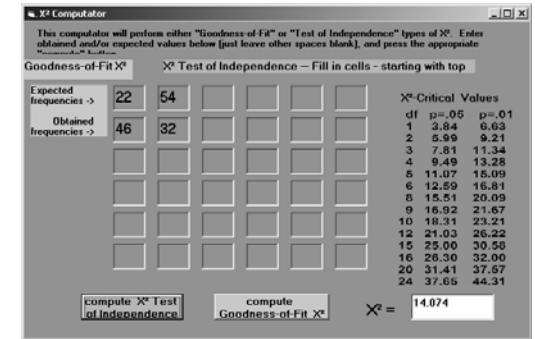 X² Computator
This computator will perform either "Goodness-of-Fit" or "Test of Independence" types of X². Enter
obtained and/or expected values below (just leave other spaces blank), and press the appropriate
Goodness-of-Fit X²
X² Test of Independence -- Fill in cells - starting with top
Expected
frequencies ->
22 54
Obtained
frequencies ->
46 32
X²-Critical Values
df p=.05 p=.01
1 3.84 6.63
2 5.99 9.21
3 7.81 11.34
4 9.49 13.28
5 11.07 15.09
6 12.59 16.81
8 15.51 20.09
9 16.92 21.67
10 18.31 23.21
12 21.03 26.22
15 25.00 30.58
16 26.30 32.00
20 31.41 37.57
24 37.65 44.31
compute X² Test
of Independence
compute
Goodness-of-Fit X²
X² =
14.074